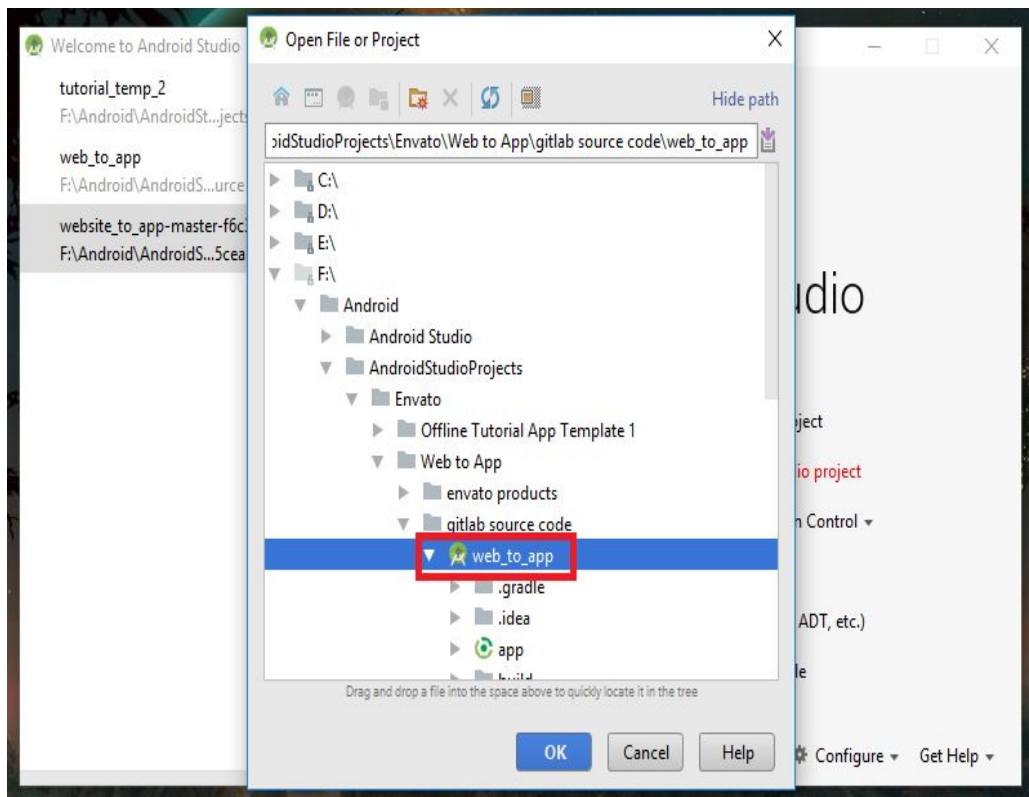 Welcome to Android Studio
tutorial_temp_2
F:\Android\AndroidSt...jects
web_to_app
F:\Android\AndroidS...urce
website_to_app-master-f6c
F:\Android\AndroidS...5cea
Open File or Project
Hide path
oidStudioProjects\Envato\Web to App\gitlab source code\web_to_app
C:\
D:\
E:\
F:\
Android
Android Studio
AndroidStudioProjects
Envato
Offline Tutorial App Template 1
Web to App
envato products
gitlab source code
web_to_app
.gradle
.idea
app
build
Drag and drop a file into the space above to quickly locate it in the tree
OK Cancel Help
udio
ject
io project
n Control
ADT, etc.)
le
Configure Get Help